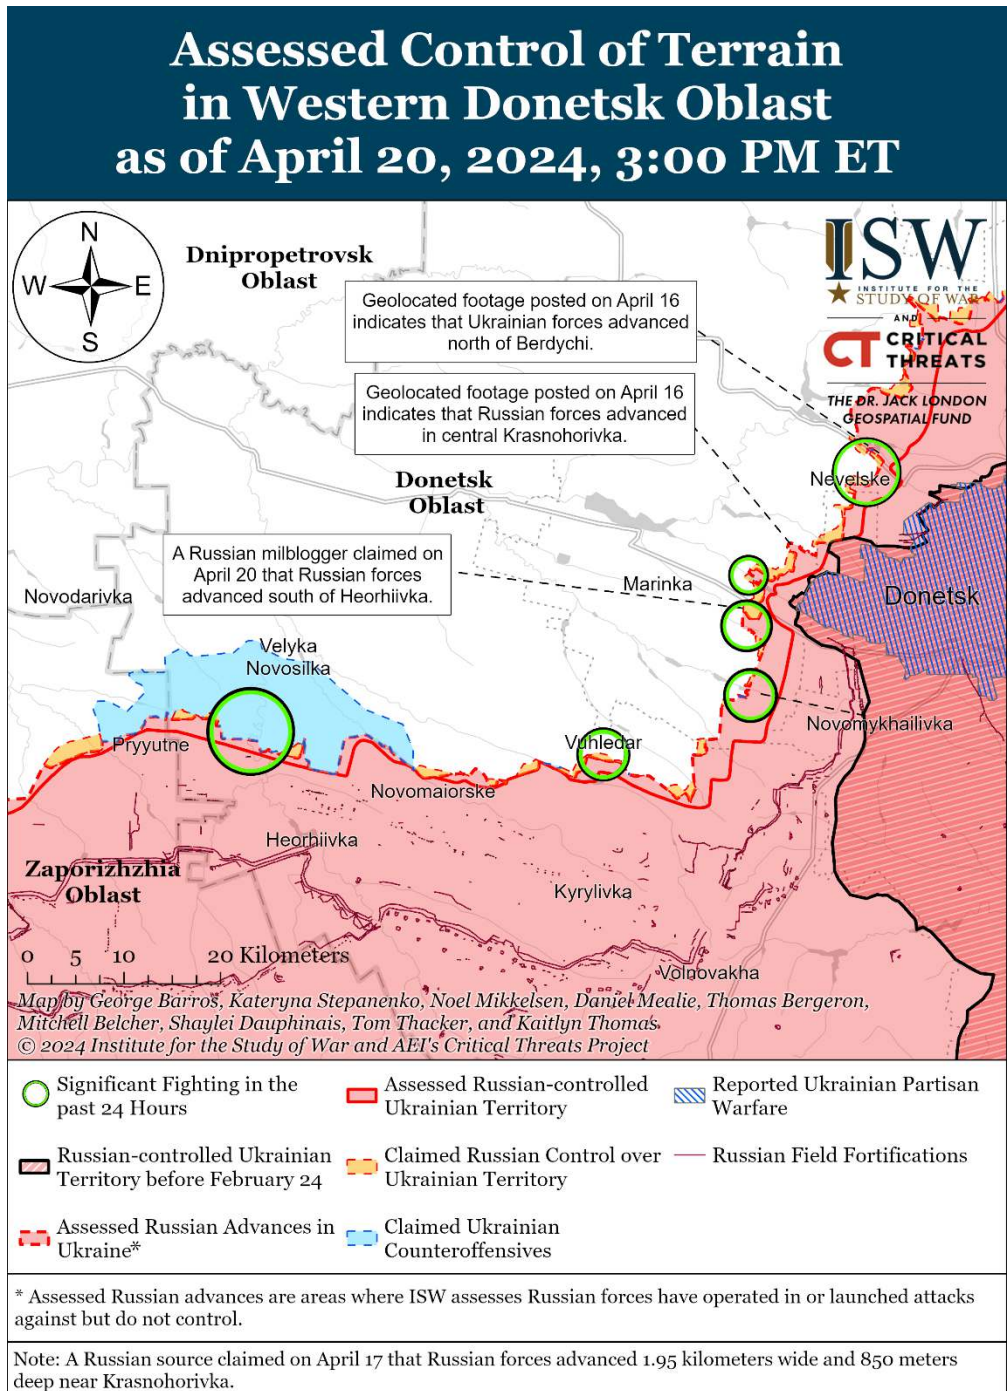 Assessed Control of Terrain
in Western Donetsk Oblast
as of April 20, 2024, 3:00 PM ET
N
W
E
S
Dnipropetrovsk
Oblast
ISW
INSTITUTE FOR THE
STUDY OF WAR
AND
CT CRITICAL
THREATS
THE DR. JACK LONDON
GEOSPATIAL FUND
Geolocated footage posted on April 16
indicates that Ukrainian forces advanced
north of Berdychi.
Geolocated footage posted on April 16
indicates that Russian forces advanced
in central Krasnohorivka.
Donetsk
Oblast
Nevelske
A Russian milblogger claimed on
April 20 that Russian forces
advanced south of Heorhiivka.
Marinka
Donetsk
Novodarivka
Velyka
Novosilka
Novomykhailivka
Pryyutne
Vuhledar
Novomaiorske
Heorhiivka
Zaporizhzhia
Oblast
Kyrylivka
Volnovakha
0 5 10 20 Kilometers
Map by George Barros, Kateryna Stepanenko, Noel Mikkelsen, Daniel Mealie, Thomas Bergeron,
Mitchell Belcher, Shaylei Dauphinais, Tom Thacker, and Kaitlyn Thomas
© 2024 Institute for the Study of War and AEI's Critical Threats Project
Significant Fighting in the
past 24 Hours
Assessed Russian-controlled
Ukrainian Territory
Reported Ukrainian Partisan
Warfare
Russian-controlled Ukrainian
Territory before February 24
Claimed Russian Control over
Ukrainian Territory
Russian Field Fortifications
Assessed Russian Advances in
Ukraine*
Claimed Ukrainian
Counteroffensives
* Assessed Russian advances are areas where ISW assesses Russian forces have operated in or launched attacks
against but do not control.
Note: A Russian source claimed on April 17 that Russian forces advanced 1.95 kilometers wide and 850 meters
deep near Krasnohorivka.